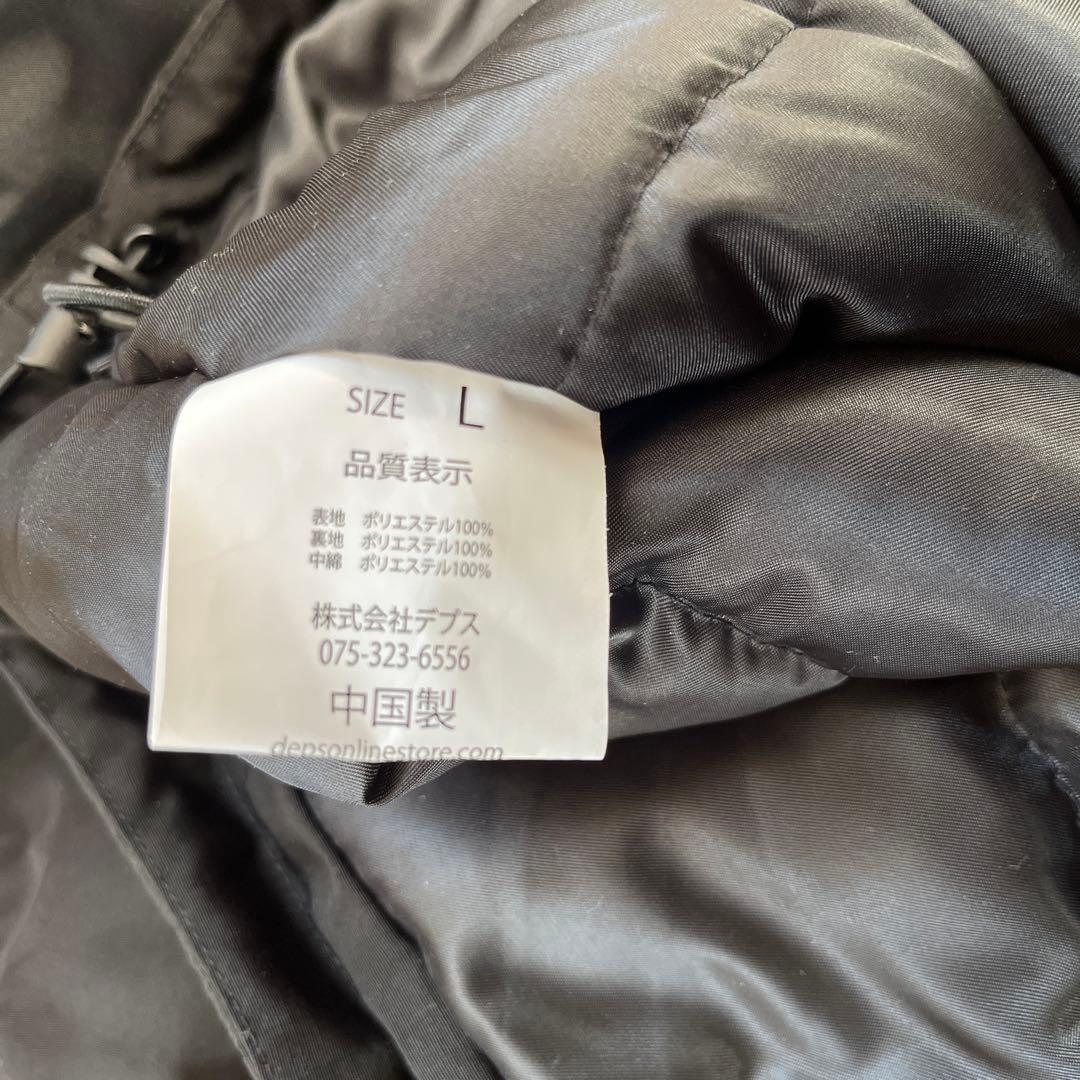 SIZE L
品質表示
表地 ポリエステル100%
裏地 ポリエステル100%
中綿 ポリエステル100%
株式会社デプス
075-323-6556
中国製
depsonlinestore.com